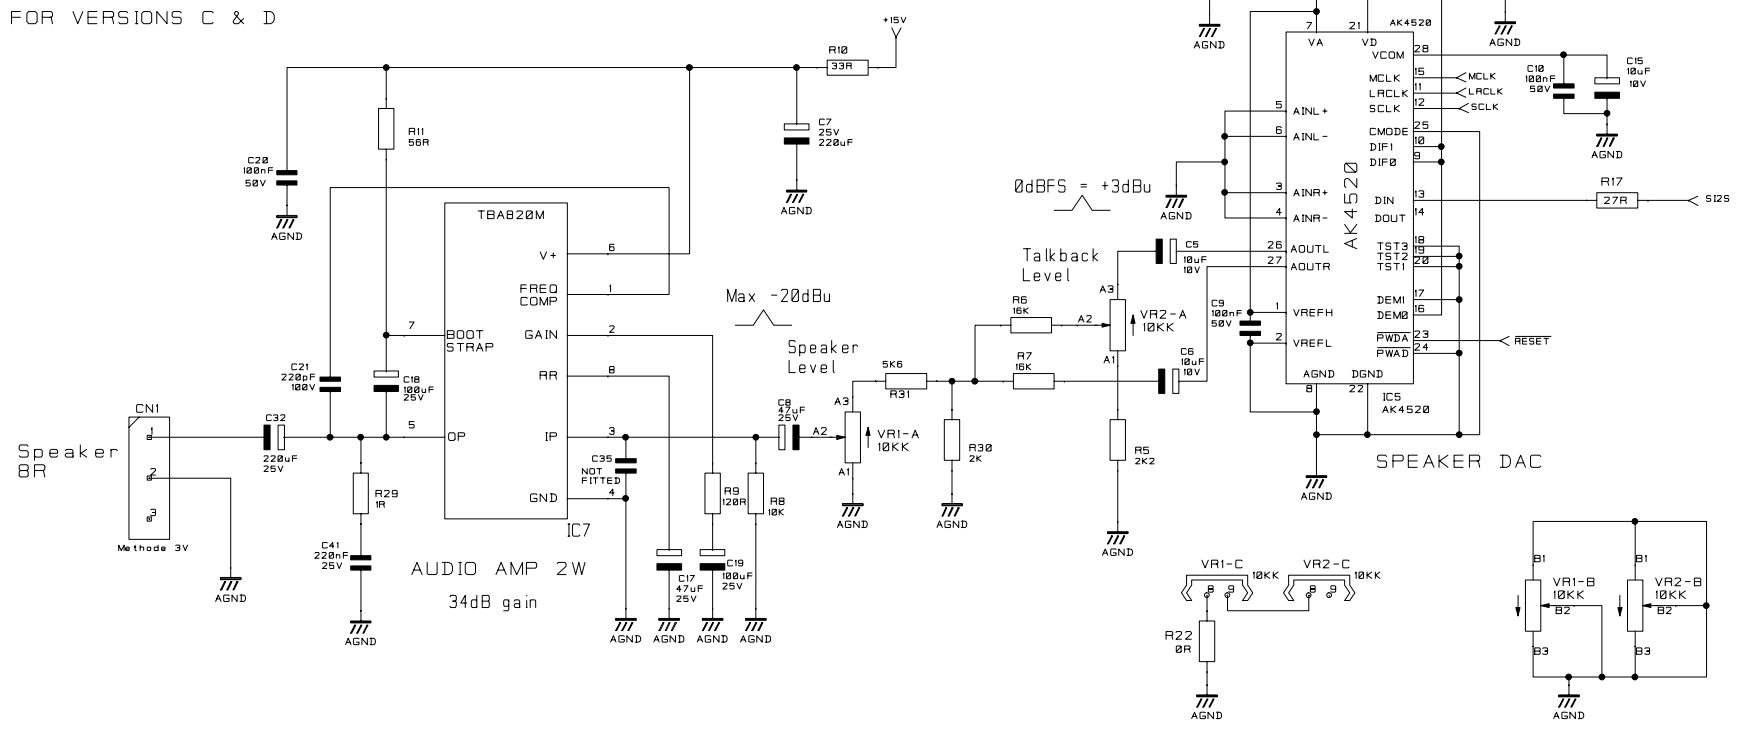 FOR VERSIONS C & D
+15V
R10
33R
R11
56R
C7
25V
220uF
C20
100nF
50V
AGND
AGND
TBA820M
V+
6
FREQ
COMP
1
GAIN
2
BOOT
STRAP
7
RR
8
OP
5
IP
3
GND
4
IC7
AUDIO AMP 2W
34dB gain
C21
220pF
100V
C18
100uF
25V
CN1
1
2
3
Methode 3V
Speaker
8R
C32
220uF
25V
AGND
R29
1R
C41
220nF
25V
AGND
C35
NOT
FITTED
AGND
C17
47uF
25V
AGND
R9
120R
C19
100uF
25V
AGND
R8
10K
AGND
Max -20dBu
Speaker
Level
C8
47uF
25V
A2
A3
A1
VR1-A
10KK
AGND
5K6
R31
R30
2K
AGND
R6
16K
R7
16K
0dBFS = +3dBu
Talkback
Level
A3
A2
A1
VR2-A
10KK
R5
2K2
AGND
C5
10uF
10V
C6
10uF
10V
C9
100nF
50V
AGND
AGND
AGND
AK4520
7
VA
21
VD
VCOM
28
MCLK
15
MCLK
LRCLK
11
LRCLK
SCLK
12
SCLK
CMODE
25
DIF1
10
DIF0
9
DIN
13
DOUT
14
TST3
18
TST2
19
TST1
20
DEM1
17
DEM0
16
PWDA
23
RESET
PWAD
24
5
AINL+
6
AINL-
3
AINR+
4
AINR-
26
AOUTL
27
AOUTR
1
VREFH
2
VREFL
AGND
8
DGND
22
AK4520
IC5
AK4520
AGND
SPEAKER DAC
C10
100nF
50V
C15
10uF
10V
AGND
R17
27R
SI2S
VR1-C
10KK
8
9
VR2-C
10KK
8
9
R22
0R
AGND
B1
VR1-B
10KK
B2
B3
B1
VR2-B
10KK
B2
B3
AGND